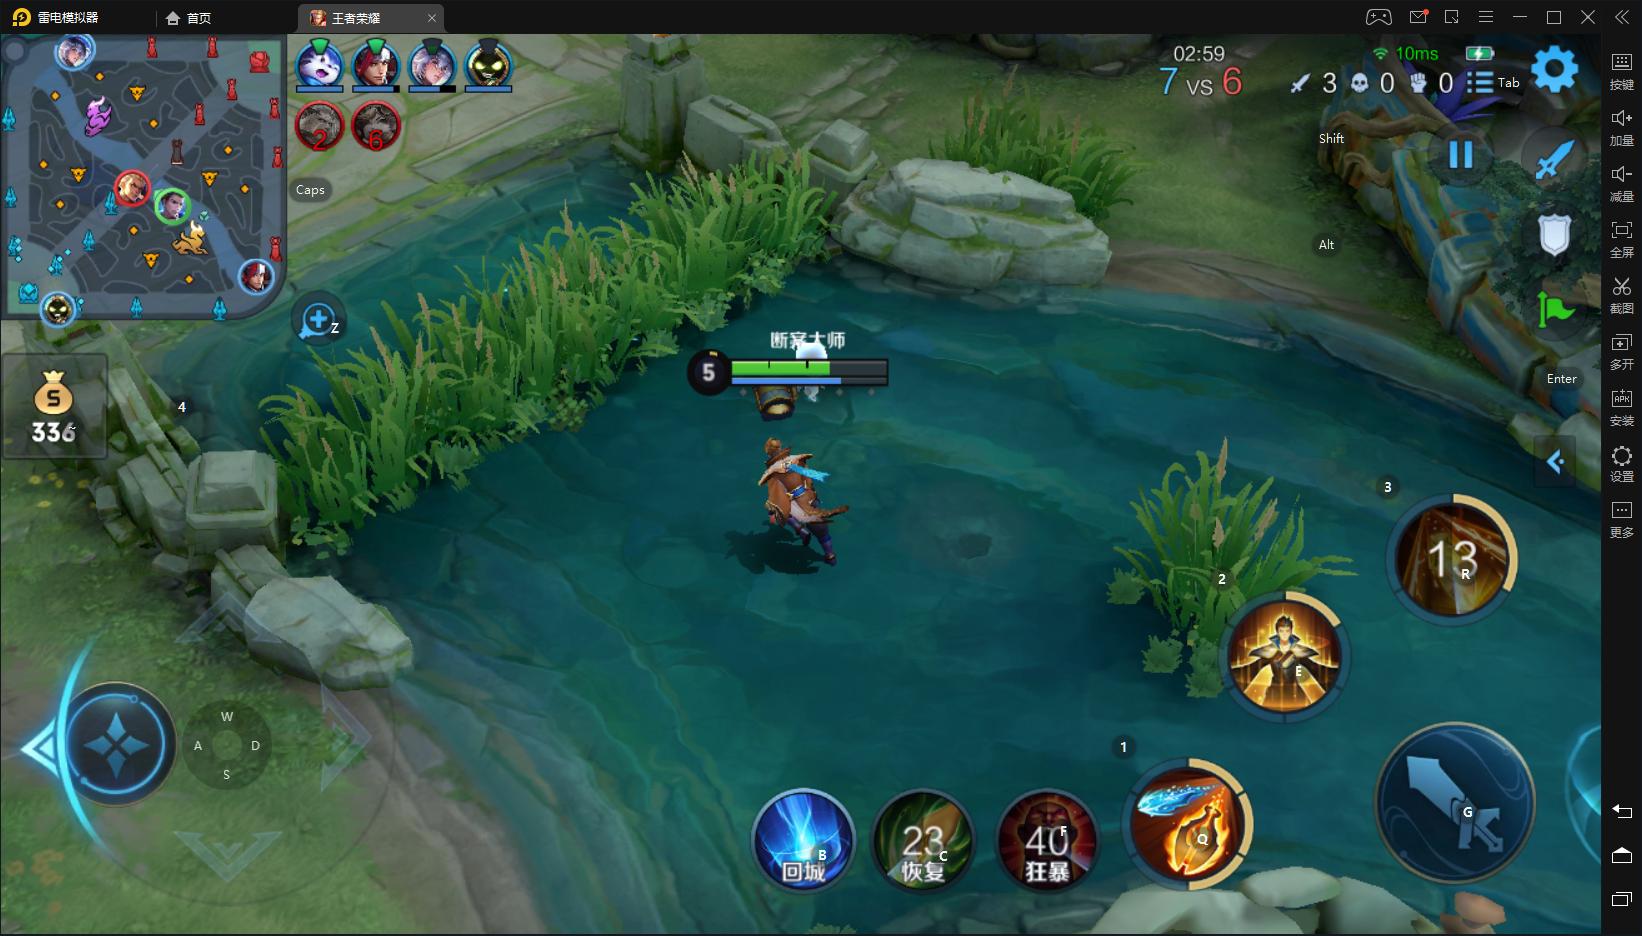 雷电模拟器
首页
王者荣耀
02:59
7 VS 6
10ms
3
0
0
Tab
2
6
Caps
Shift
Alt
Enter
Z
S
336
4
断案大师
5
3
13
R
2
E
1
Q
G
W
A
D
S
B
回城
23
C
恢复
40
F
狂暴
按键
加量
减量
全屏
截图
多开
APK
安装
设置
更多